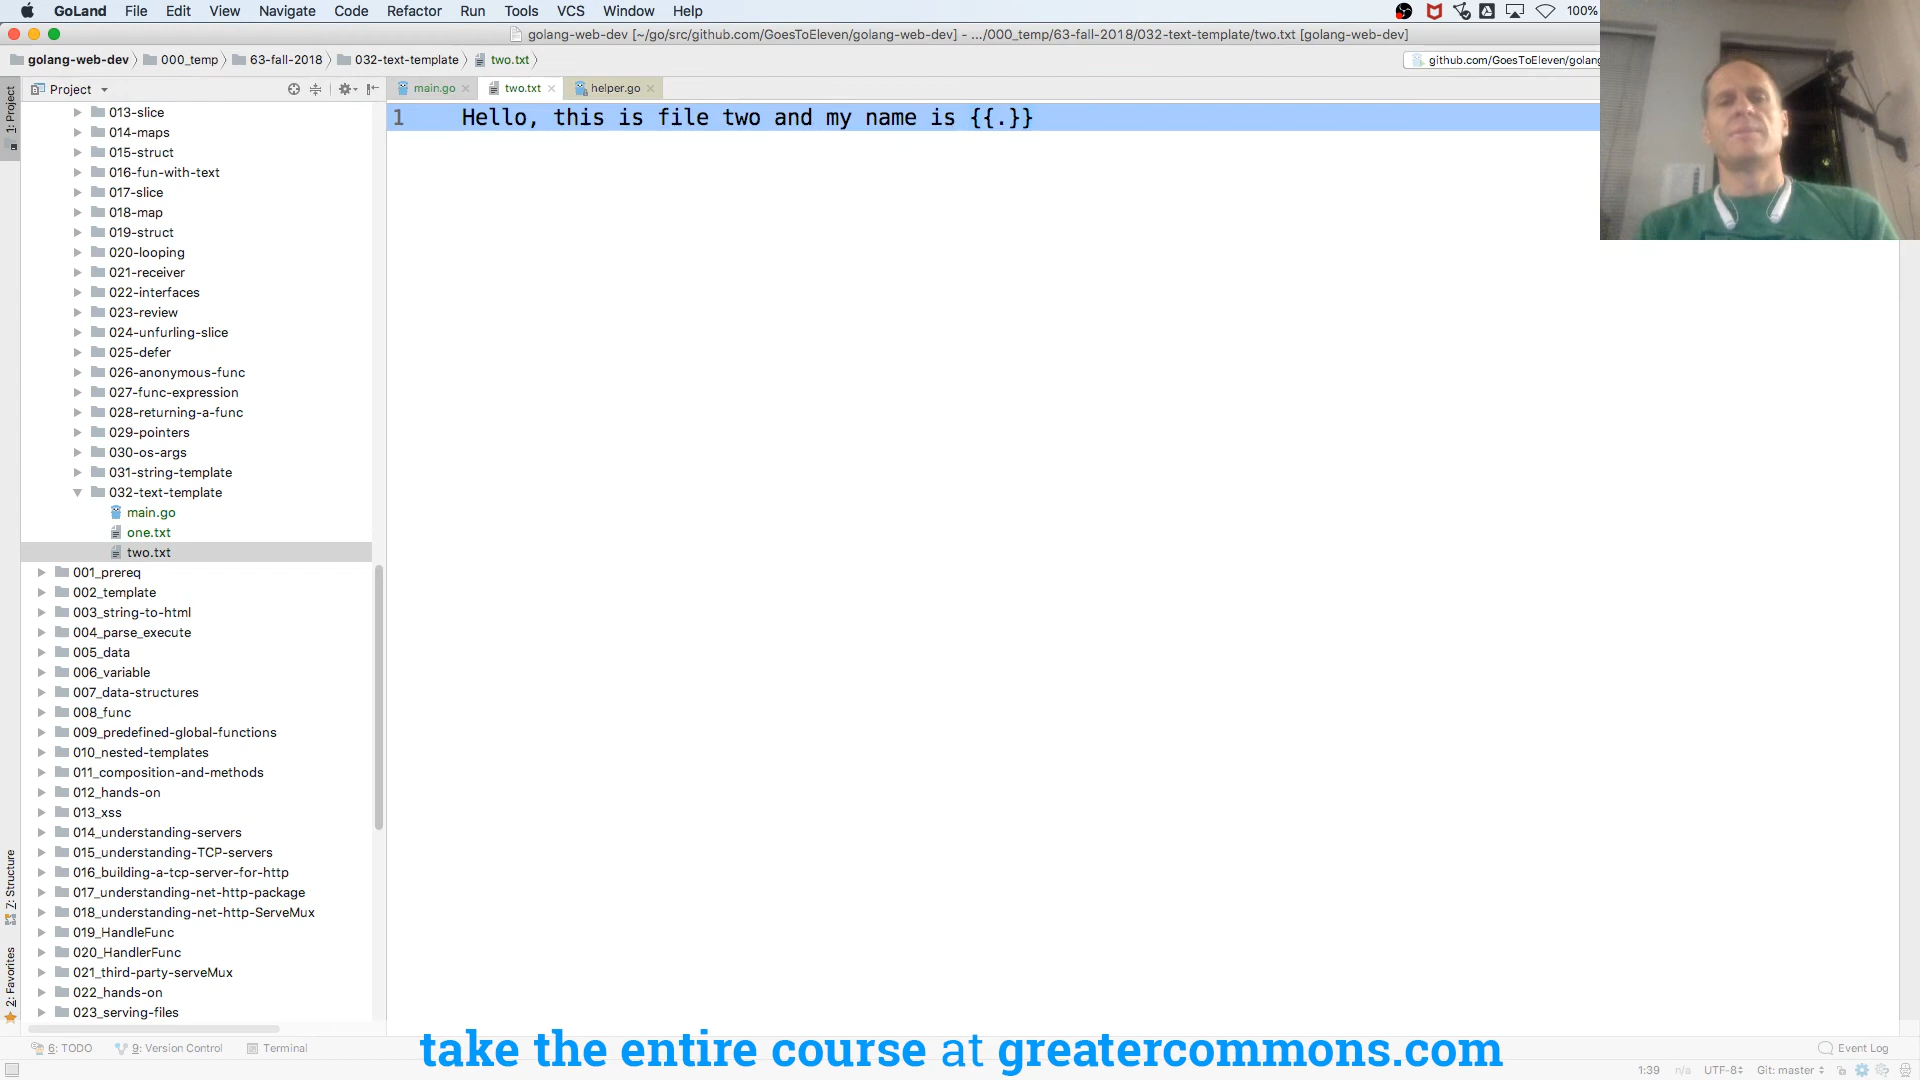 GoLand File Edit View Navigate Code Refactor Run Tools VCS Window Help 100%
golang-web-dev [~/go/src/github.com/GoesToEleven/golang-web-dev] - .../000_temp/63-fall-2018/032-text-template/two.txt [golang-web-dev]
golang-web-dev 000_temp 63-fall-2018 032-text-template two.txt github.com/GoesToEleven/golang
Project main.go two.txt helper.go
1: Project
1 Hello, this is file two and my name is {{.}}
013-slice
014-maps
015-struct
016-fun-with-text
017-slice
018-map
019-struct
020-looping
021-receiver
022-interfaces
023-review
024-unfurling-slice
025-defer
026-anonymous-func
027-func-expression
028-returning-a-func
029-pointers
030-os-args
031-string-template
032-text-template
main.go
one.txt
two.txt
001_prereq
002_template
003_string-to-html
004_parse_execute
005_data
006_variable
007_data-structures
008_func
009_predefined-global-functions
010_nested-templates
011_composition-and-methods
012_hands-on
013_xss
014_understanding-servers
015_understanding-TCP-servers
016_building-a-tcp-server-for-http
017_understanding-net-http-package
018_understanding-net-http-ServeMux
019_HandleFunc
020_HandlerFunc
021_third-party-serveMux
022_hands-on
023_serving-files
7: Structure
2: Favorites
6: TODO 9: Version Control Terminal Event Log
take the entire course at greatercommons.com
1:39 n/a UTF-8 Git: master